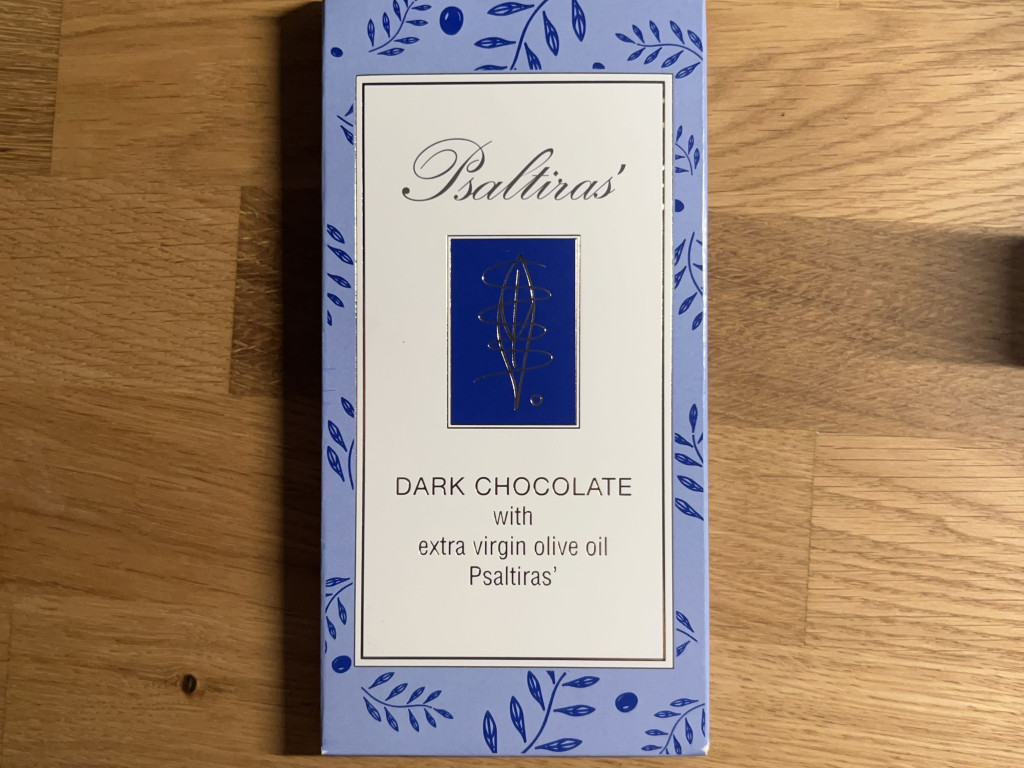 Psaltiras'
DARK CHOCOLATE
with
extra virgin olive oil
Psaltiras'